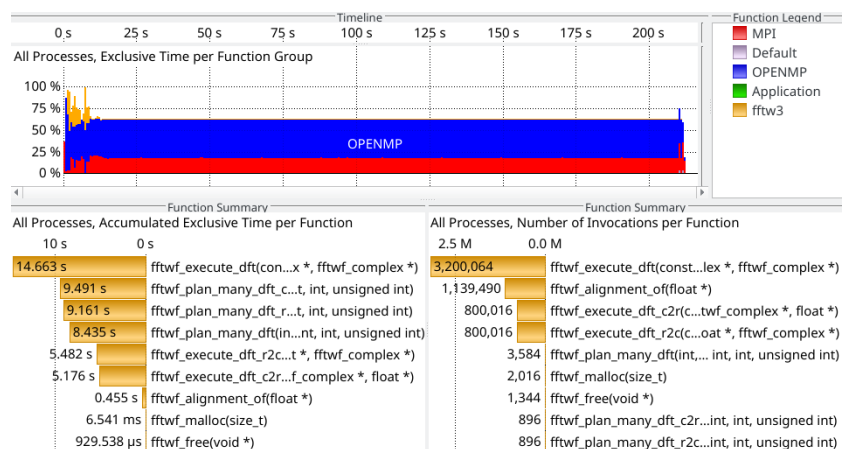 Timeline
Function Legend
0 s 25 s 50 s 75 s 100 s 125 s 150 s 175 s 200 s
MPI
Default
OPENMP
Application
fftw3
All Processes, Exclusive Time per Function Group
100 %
75 %
50 %
25 %
0 %
OPENMP
Function Summary
All Processes, Accumulated Exclusive Time per Function
10 s 0 s
14.663 s fftwf_execute_dft(con...x *, fftwf_complex *)
9.491 s fftwf_plan_many_dft_c...t, int, unsigned int)
9.161 s fftwf_plan_many_dft_r...t, int, unsigned int)
8.435 s fftwf_plan_many_dft(in...nt, int, unsigned int)
5.482 s fftwf_execute_dft_r2c...t *, fftwf_complex *)
5.176 s fftwf_execute_dft_c2r...f_complex *, float *)
0.455 s fftwf_alignment_of(float *)
6.541 ms fftwf_malloc(size_t)
929.538 µs fftwf_free(void *)
Function Summary
All Processes, Number of Invocations per Function
2.5 M 0.0 M
3,200,064 fftwf_execute_dft(const...lex *, fftwf_complex *)
1,139,490 fftwf_alignment_of(float *)
800,016 fftwf_execute_dft_c2r(c...twf_complex *, float *)
800,016 fftwf_execute_dft_r2c(c...oat *, fftwf_complex *)
3,584 fftwf_plan_many_dft(int,... int, int, unsigned int)
2,016 fftwf_malloc(size_t)
1,344 fftwf_free(void *)
896 fftwf_plan_many_dft_c2r...int, int, unsigned int)
896 fftwf_plan_many_dft_r2c...int, int, unsigned int)